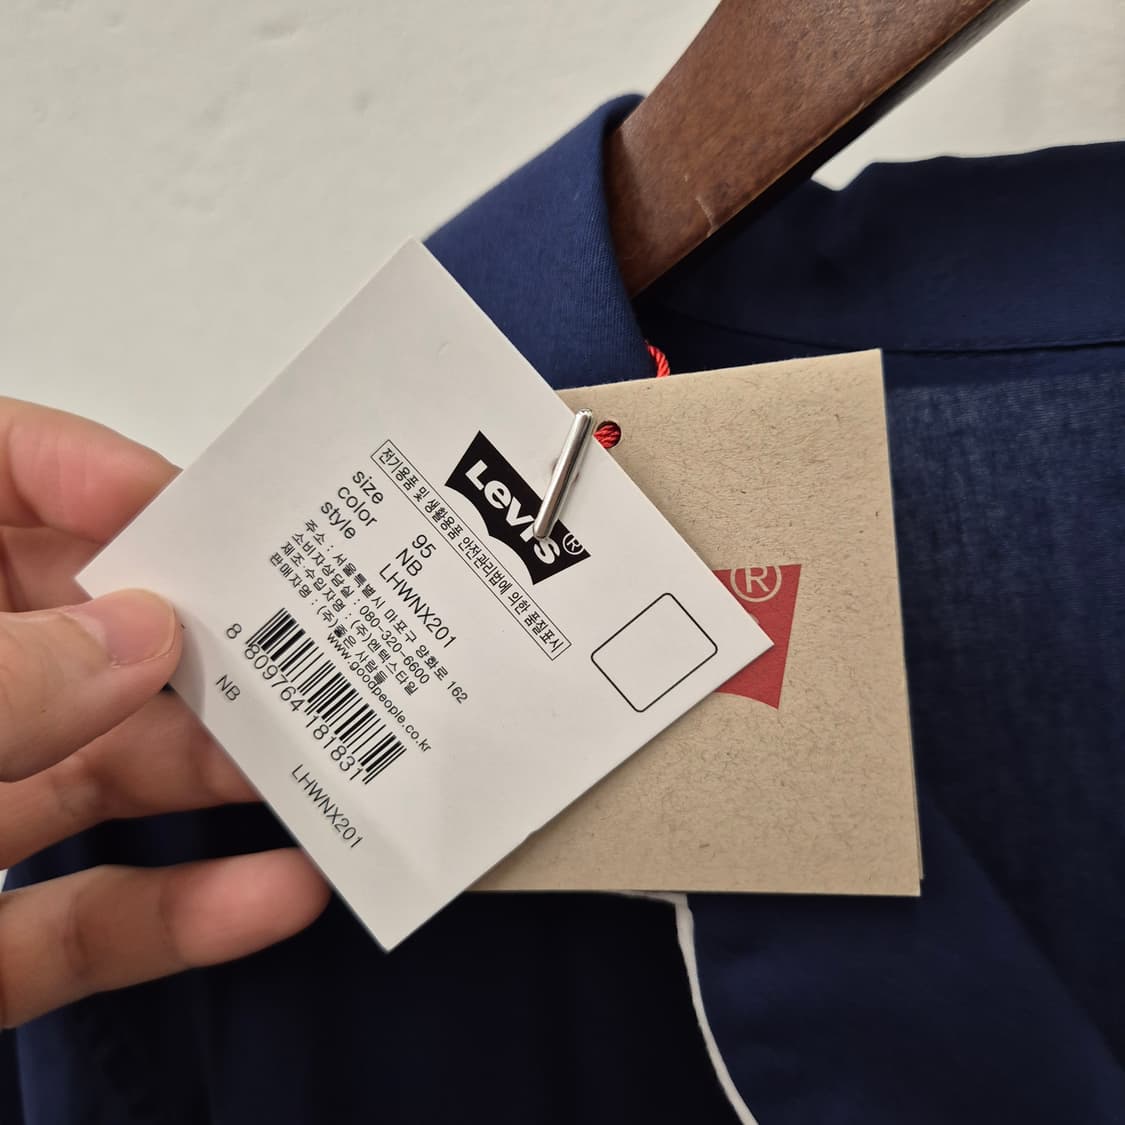 Levi's®
전기용품 및 생활용품 안전관리법에 의한 품질표시
size 95
color NB
style LHWNX201
주소 : 서울특별시 마포구 양화로 162
소비자상담실 : 080-320-6600
제조.수입자명 : (주)엔텍스타일
판매자명 : (주)좋은 사람들
www.goodpeople.co.kr
8 809764 181831
NB
LHWNX201
®